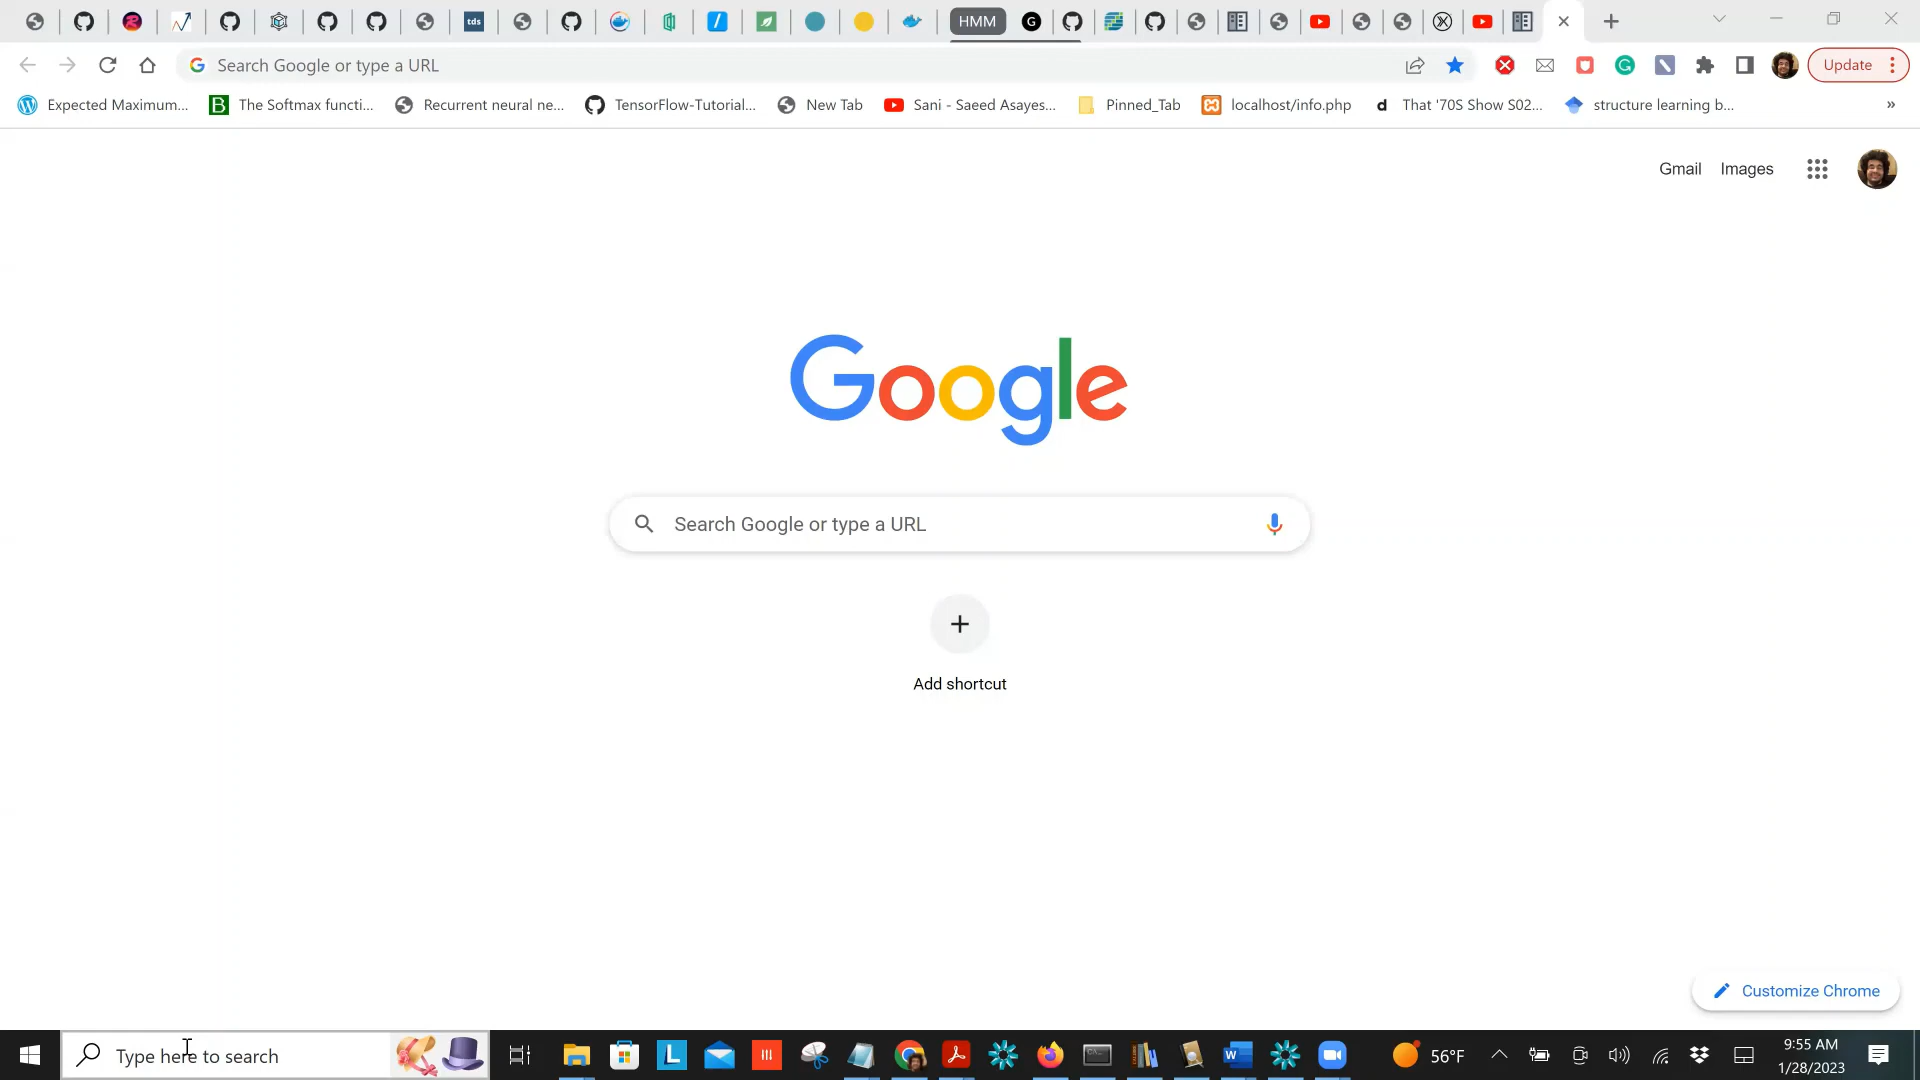 tds
HMM
G
Search Google or type a URL
Update
Expected Maximum...
B The Softmax functi...
Recurrent neural ne...
TensorFlow-Tutorial...
New Tab
Sani - Saeed Asayes...
Pinned_Tab
localhost/info.php
d That '70S Show S02...
structure learning b...
»
Gmail Images
Google
Search Google or type a URL
Add shortcut
Customize Chrome
Type here to search
L
W
56°F
9:55 AM
1/28/2023